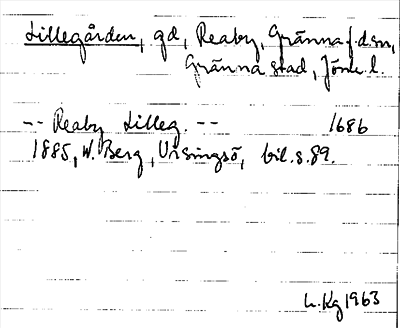 Lillegården, gd, Reaby, Gränna f.d.sn,
Gränna stad, Jönk. l.
-- Reaby Lilleg. -- 1686
1885, W. Berg, Visingsö, bil. s. 89.
L. Kg 1963